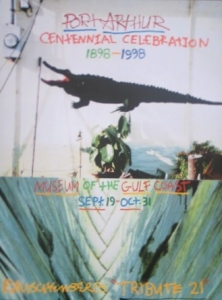 PORT ARTHUR
CENTENNIAL CELEBRATION
1898-1998
MUSEUM OF THE GULF COAST
SEPT 19-OCT 31
RAUSCHENBERG "TRIBUTE 21"